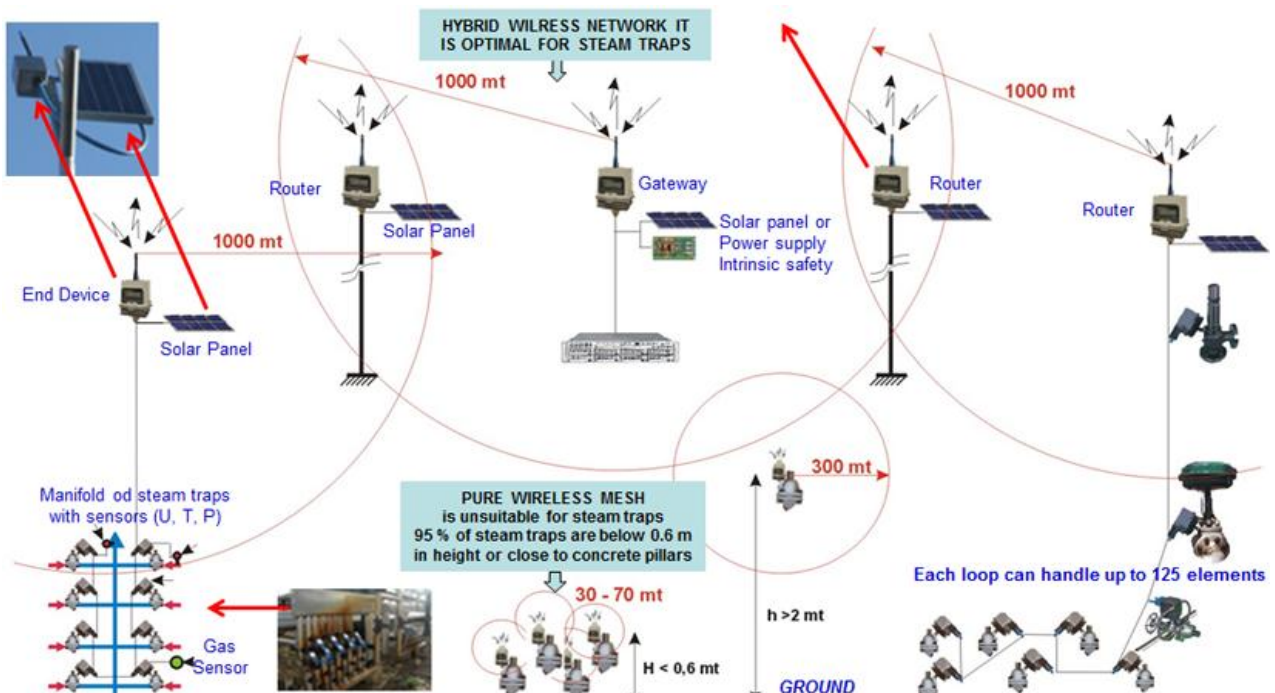 HYBRID WILRESS NETWORK IT
IS OPTIMAL FOR STEAM TRAPS
1000 mt
1000 mt
Router
Solar Panel
Gateway
Solar panel or
Power supply
Intrinsic safety
Router
Router
1000 mt
End Device
Solar Panel
Manifold od steam traps
with sensors (U, T, P)
Gas
Sensor
PURE WIRELESS MESH
is unsuitable for steam traps
95 % of steam traps are below 0.6 m
in height or close to concrete pillars
30 - 70 mt
H < 0,6 mt
300 mt
h >2 mt
GROUND
Each loop can handle up to 125 elements